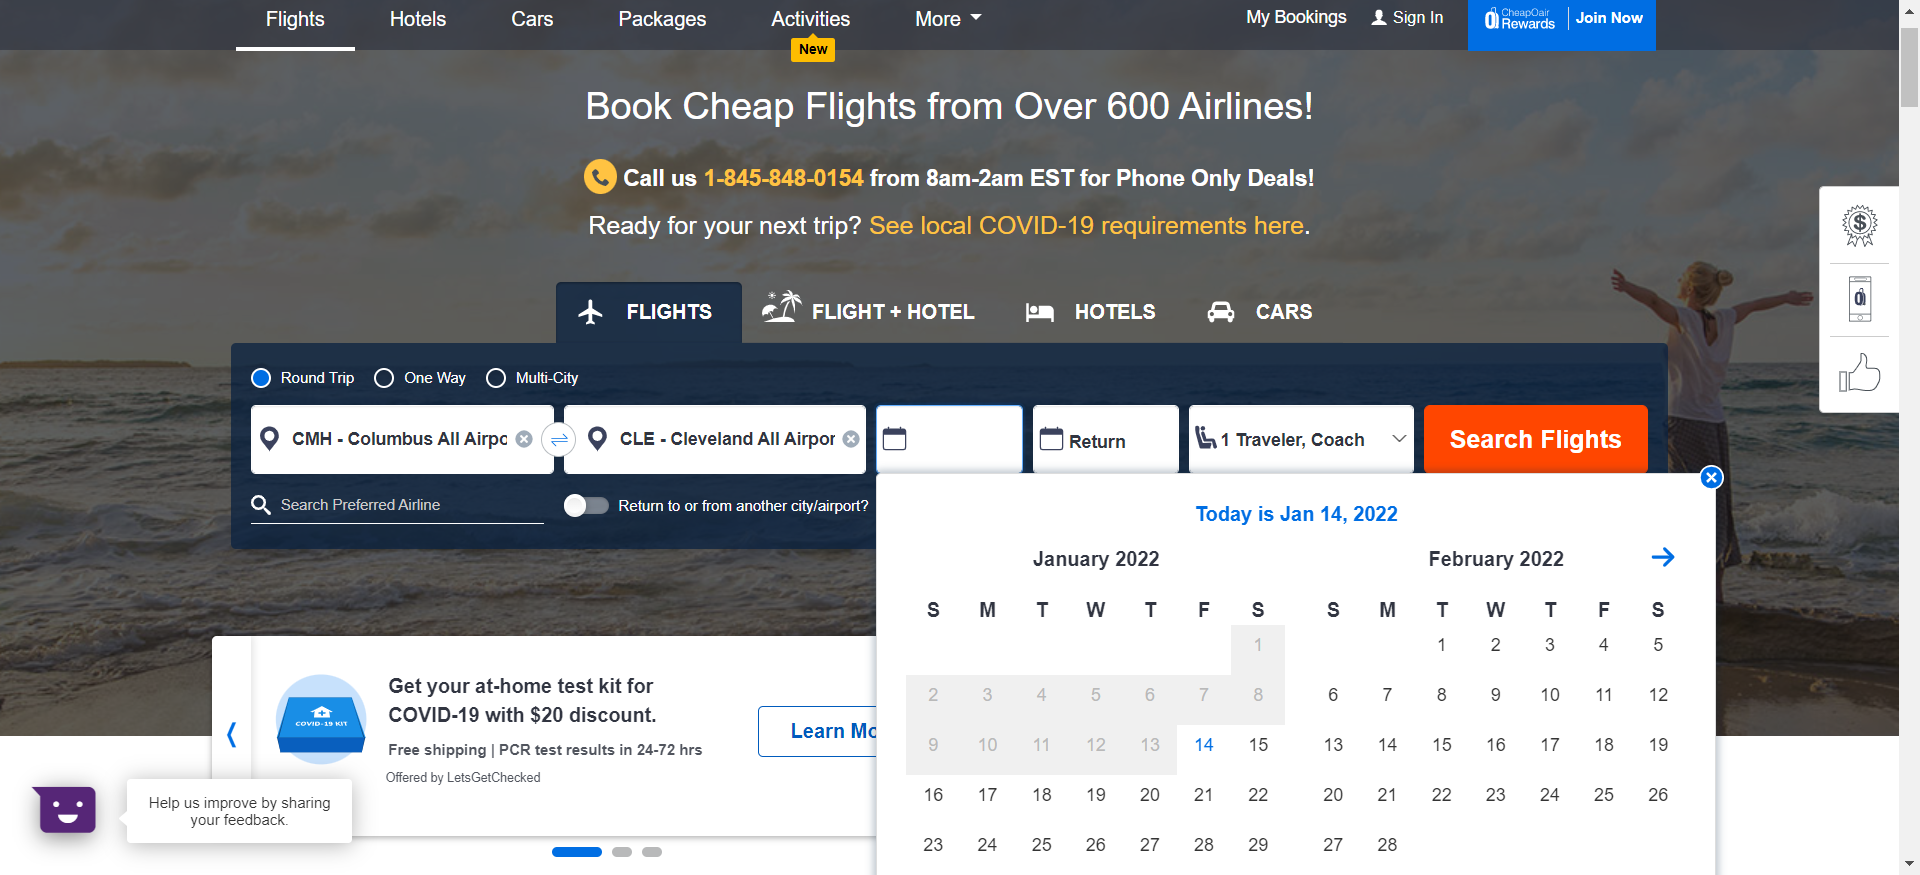 Flights Hotels Cars Packages Activities More My Bookings Sign In CheapOair Rewards Join Now
New
Book Cheap Flights from Over 600 Airlines!
Call us 1-845-848-0154 from 8am-2am EST for Phone Only Deals!
Ready for your next trip? See local COVID-19 requirements here.
FLIGHTS FLIGHT + HOTEL HOTELS CARS
Round Trip One Way Multi-City
CMH - Columbus All Airpo CLE - Cleveland All Airpor Return 1 Traveler, Coach Search Flights
Search Preferred Airline Return to or from another city/airport?
Today is Jan 14, 2022
January 2022 February 2022
S M T W T F S S M T W T F S
1 1 2 3 4 5
2 3 4 5 6 7 8 6 7 8 9 10 11 12
9 10 11 12 13 14 15 13 14 15 16 17 18 19
16 17 18 19 20 21 22 20 21 22 23 24 25 26
23 24 25 26 27 28 29 27 28
COVID-19 KIT
Get your at-home test kit for
COVID-19 with $20 discount.
Free shipping | PCR test results in 24-72 hrs
Offered by LetsGetChecked
Learn Mo
Help us improve by sharing
your feedback.